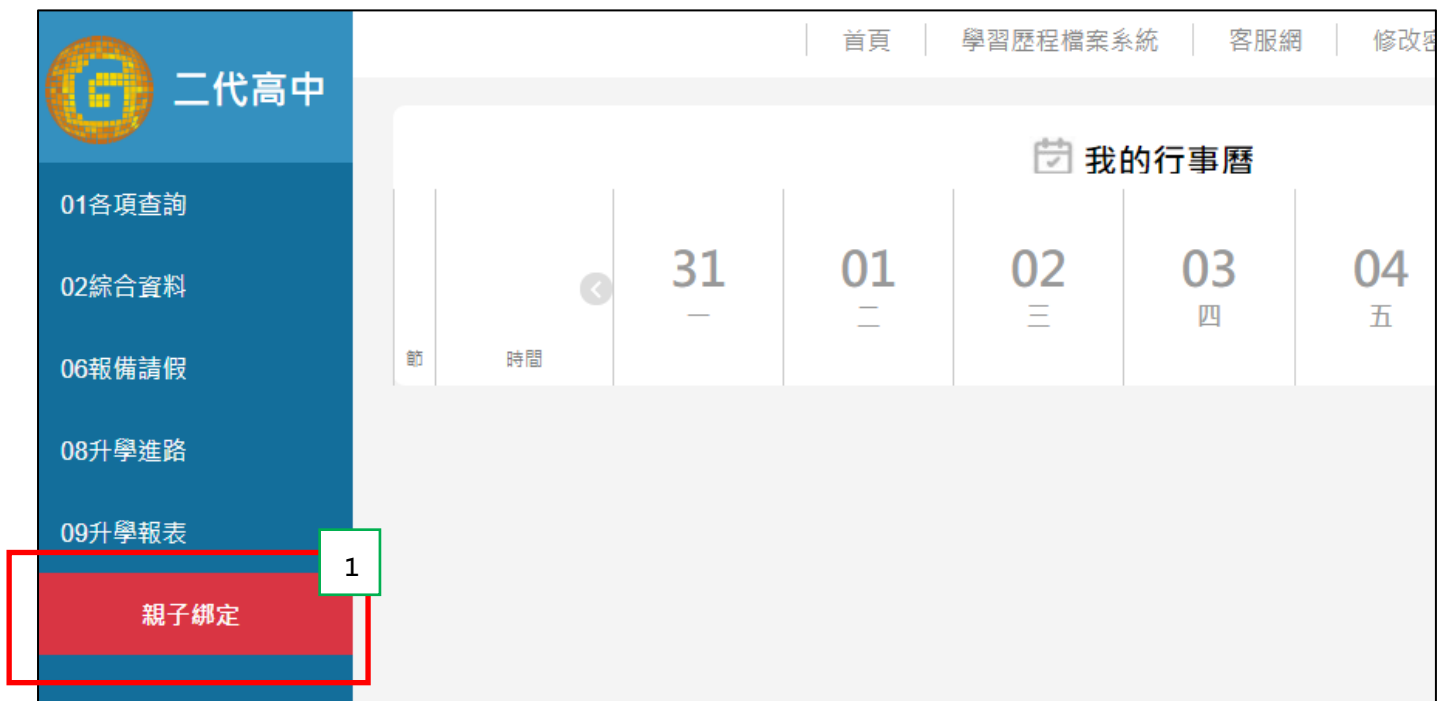 二代高中
首頁 學習歷程檔案系統 客服網 修改密
我的行事曆
01各項查詢
02綜合資料
06報備請假
08升學進路
09升學報表
親子綁定
1
31 01 02 03 04
一 二 三 四 五
節 時間